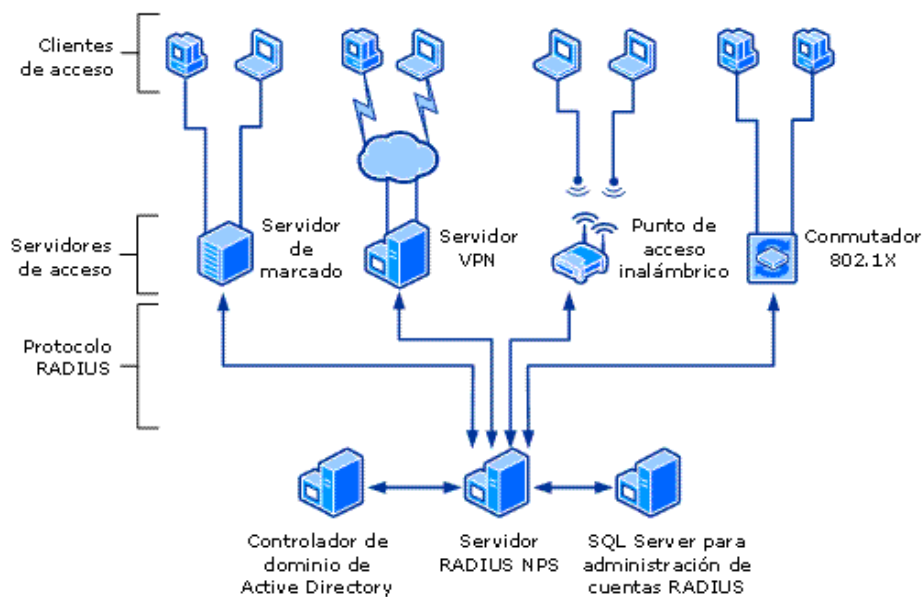 Clientes
de acceso
Servidores
de acceso
Servidor
de
marcado
Servidor
VPN
Punto de
acceso
inalámbrico
Conmutador
802.1X
Protocolo
RADIUS
Controlador de
dominio de
Active Directory
Servidor
RADIUS NPS
SQL Server para
administración de
cuentas RADIUS